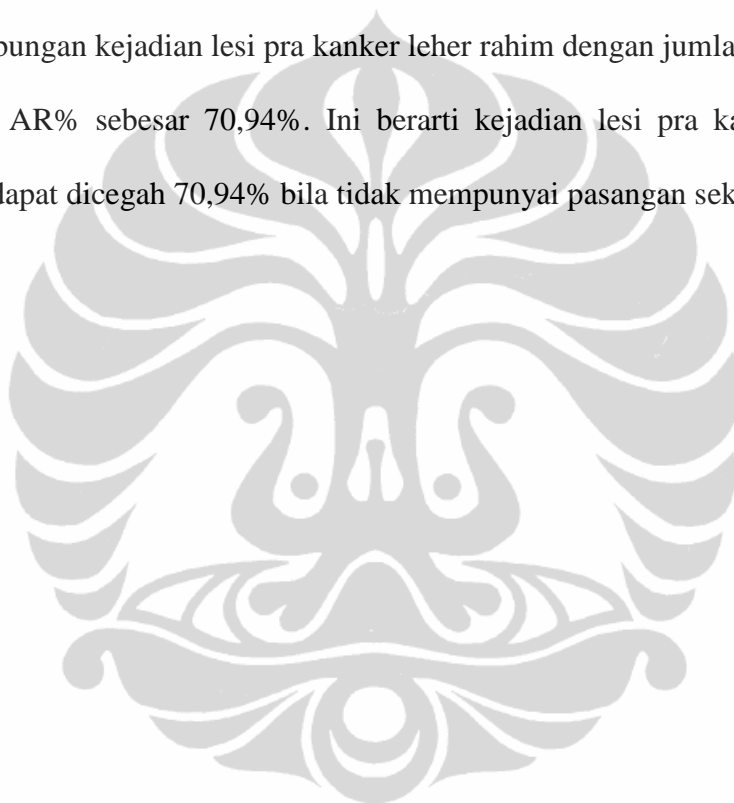 bungan kejadian lesi pra kanker leher rahim dengan jumla
AR% sebesar 70,94%. Ini berarti kejadian lesi pra ka
dapat dicegah 70,94% bila tidak mempunyai pasangan sek